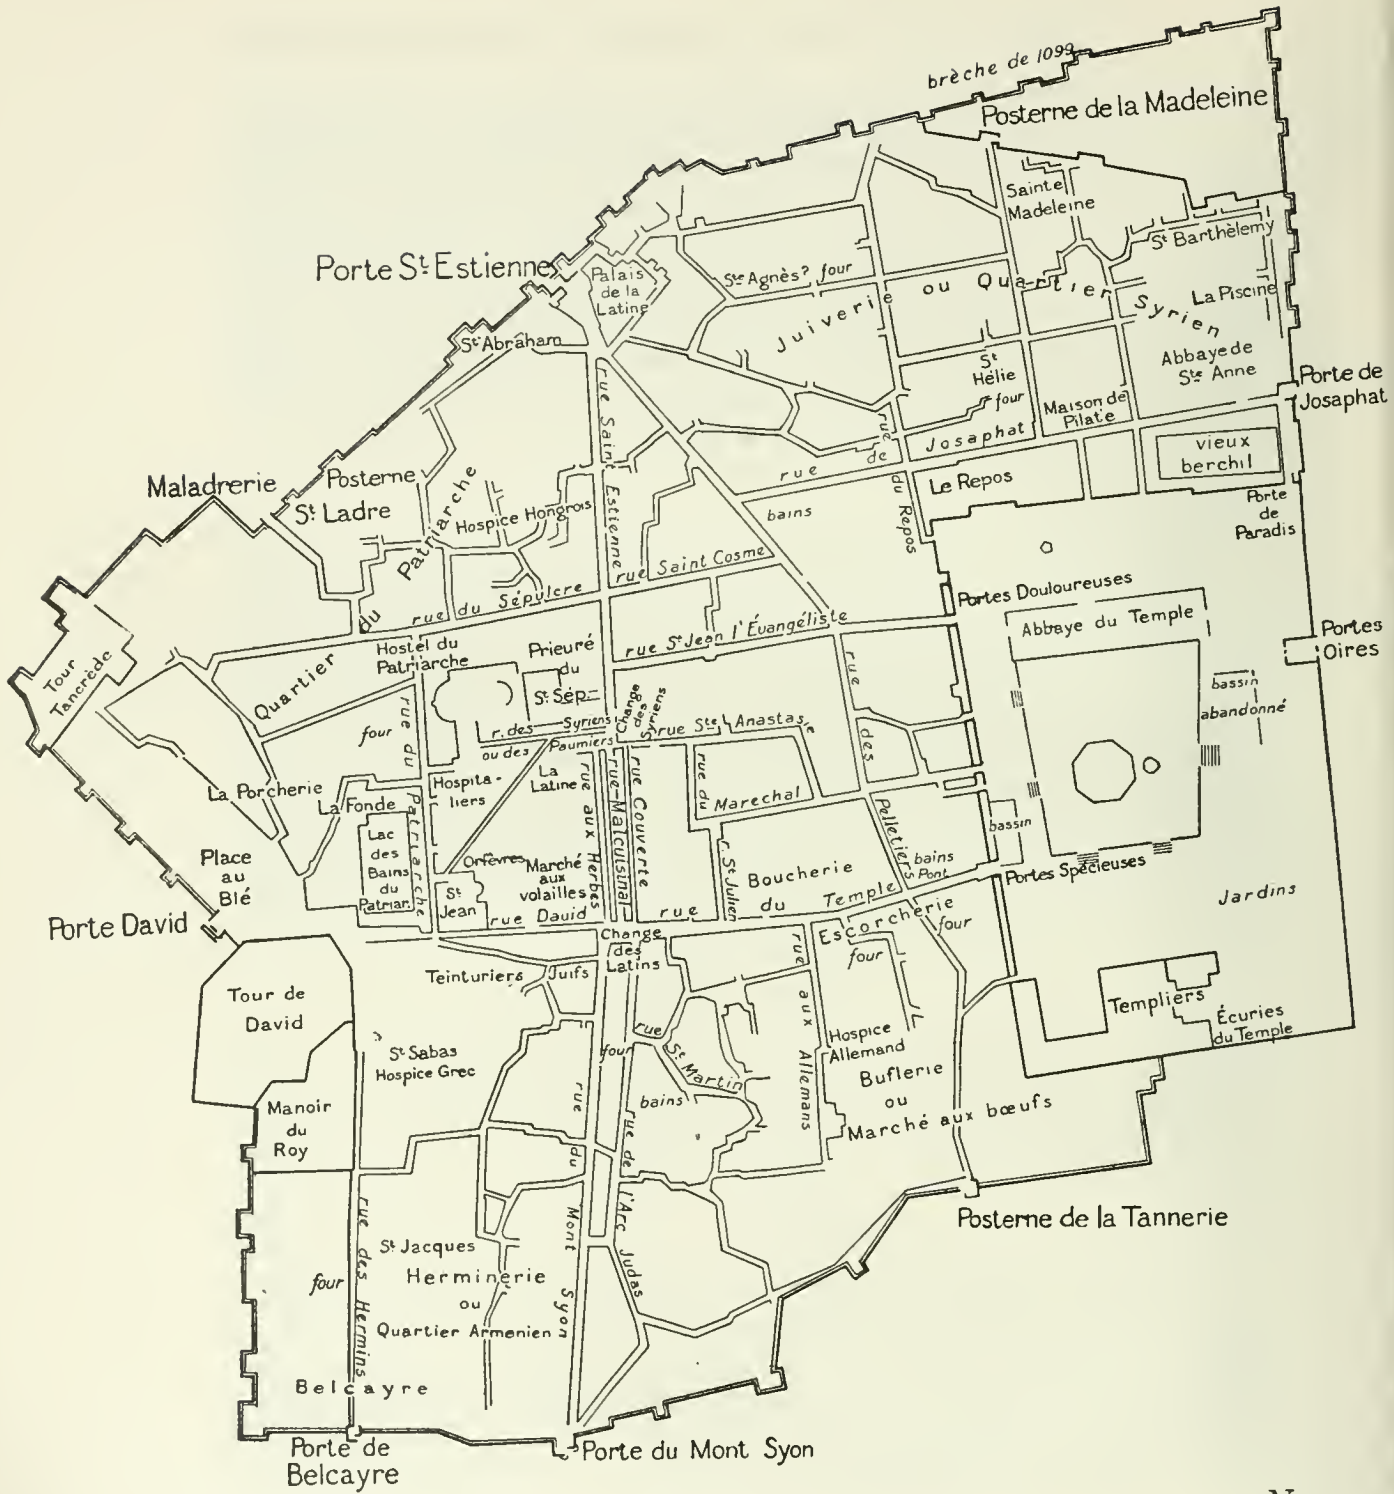 brèche de 1099
Posterne de la Madeleine
Sainte
Madeleine
St Barthèlemy
Porte St Estienne
Palais
de la
Latine
Ste Agnès?
four
Juiverie ou Quartier Syrien
La Piscine
St Abraham
Abbaye de
Ste Anne
St
Hélie
four
Maison de
Pilate
Porte de
Josaphat
rue Saint Estienne
rue de Josaphat
vieux
berchil
Maladrerie
Posterne
St Ladre
Quartier du Patriarche
Hospice Hongrois
bains
rue du Repos
Le Repos
Porte
de
Paradis
rue Saint Cosme
rue du Sépulcre
Portes Douloureuses
Abbaye du Temple
Portes
Oires
Tour
Tancrède
Hostel du
Patriarche
Prieuré
du
St Sép=
rue St Jean l'Évangéliste
bassin
abandonné
four
rue du Patriarche
r. des Syriens
ou des Paumiers
Change
des
Syriens
rue Ste Anastasie
rue des Pelletiers
La Porcherie
La Fonde
Hospita-
liers
La
Latine
rue aux Herbes
rue Malcuisinat
rue Couverte
rue du Marechal
bassin
Lac
des
Bains
du
Patriar.
Orfèvres
Marché
aux
volailles
St
Jean
r. St Julien
Boucherie
bains
Pont
Portes Spécieuses
Place
au
Blé
rue David
rue du Temple
Jardins
Porte David
Change
des
Latins
Escorcherie
four
four
Teinturiers
Juifs
Tour de
David
St Sabas
Hospice Grec
four
rue St Martin
rue aux Allemans
Hospice
Allemand
Templiers
Écuries
du Temple
Manoir
du
Roy
bains
Buflerie
ou
Marché aux bœufs
rue du Mont Syon
rue de l'Arc Judas
Posterne de la Tannerie
rue des Hermins
St Jacques
Herminerie
ou
Quartier Armenien
four
Belcayre
Porte de
Belcayre
Porte du Mont Syon
N